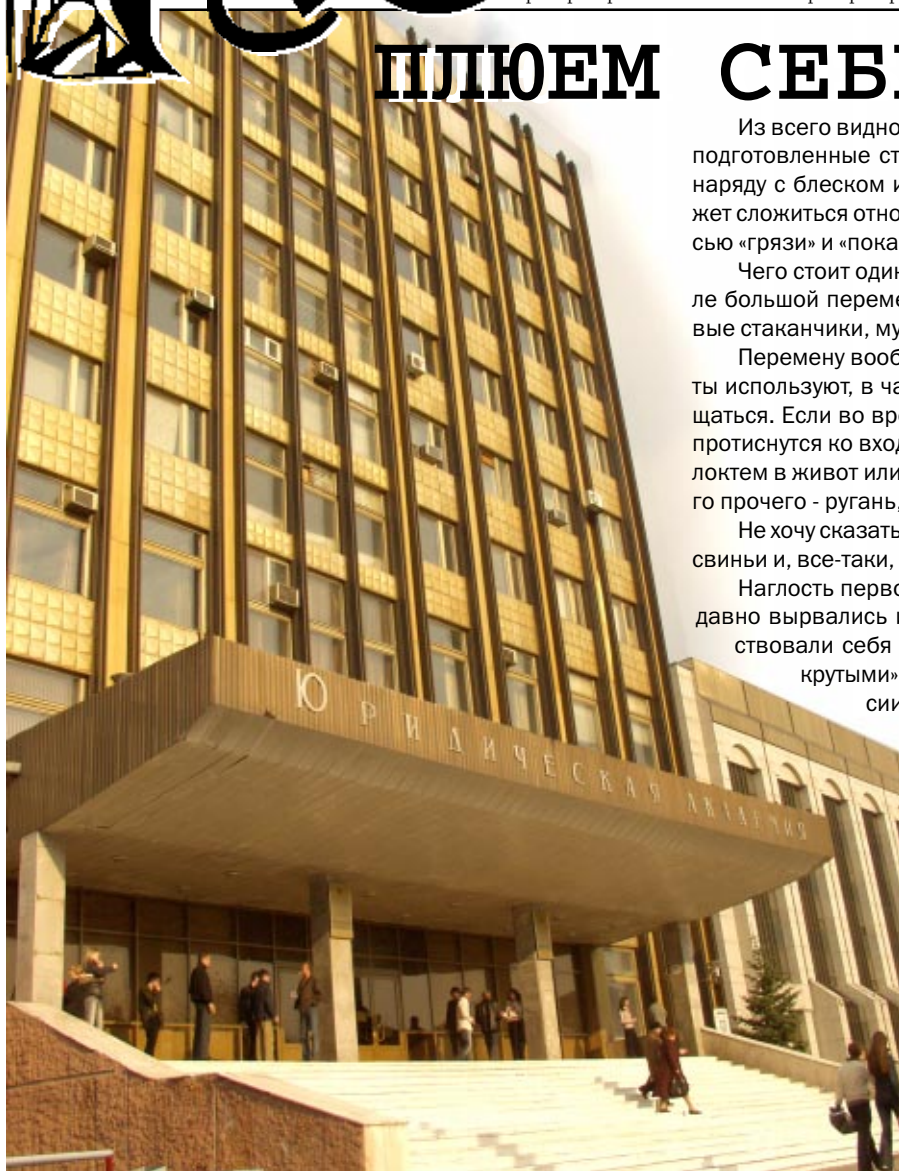 ПЛЮЕМ СЕБ
Из всего видно
подготовленные ст
наряду с блеском и
жет сложиться отно
сью «грязи» и «пока
Чего стоит один
ле большой переме
вые стаканчики, му
Перемену вооб
ты используют, в ча
щаться. Если во вре
протиснутся ко вход
локтем в живот или
го прочего - ругань,
Не хочу сказать
свиньи и, все-таки,
Наглость перво
давно вырвались
ствовали себя
крутыми»
сии
ЮРИДИЧЕСКАЯ АКАДЕМИЯ